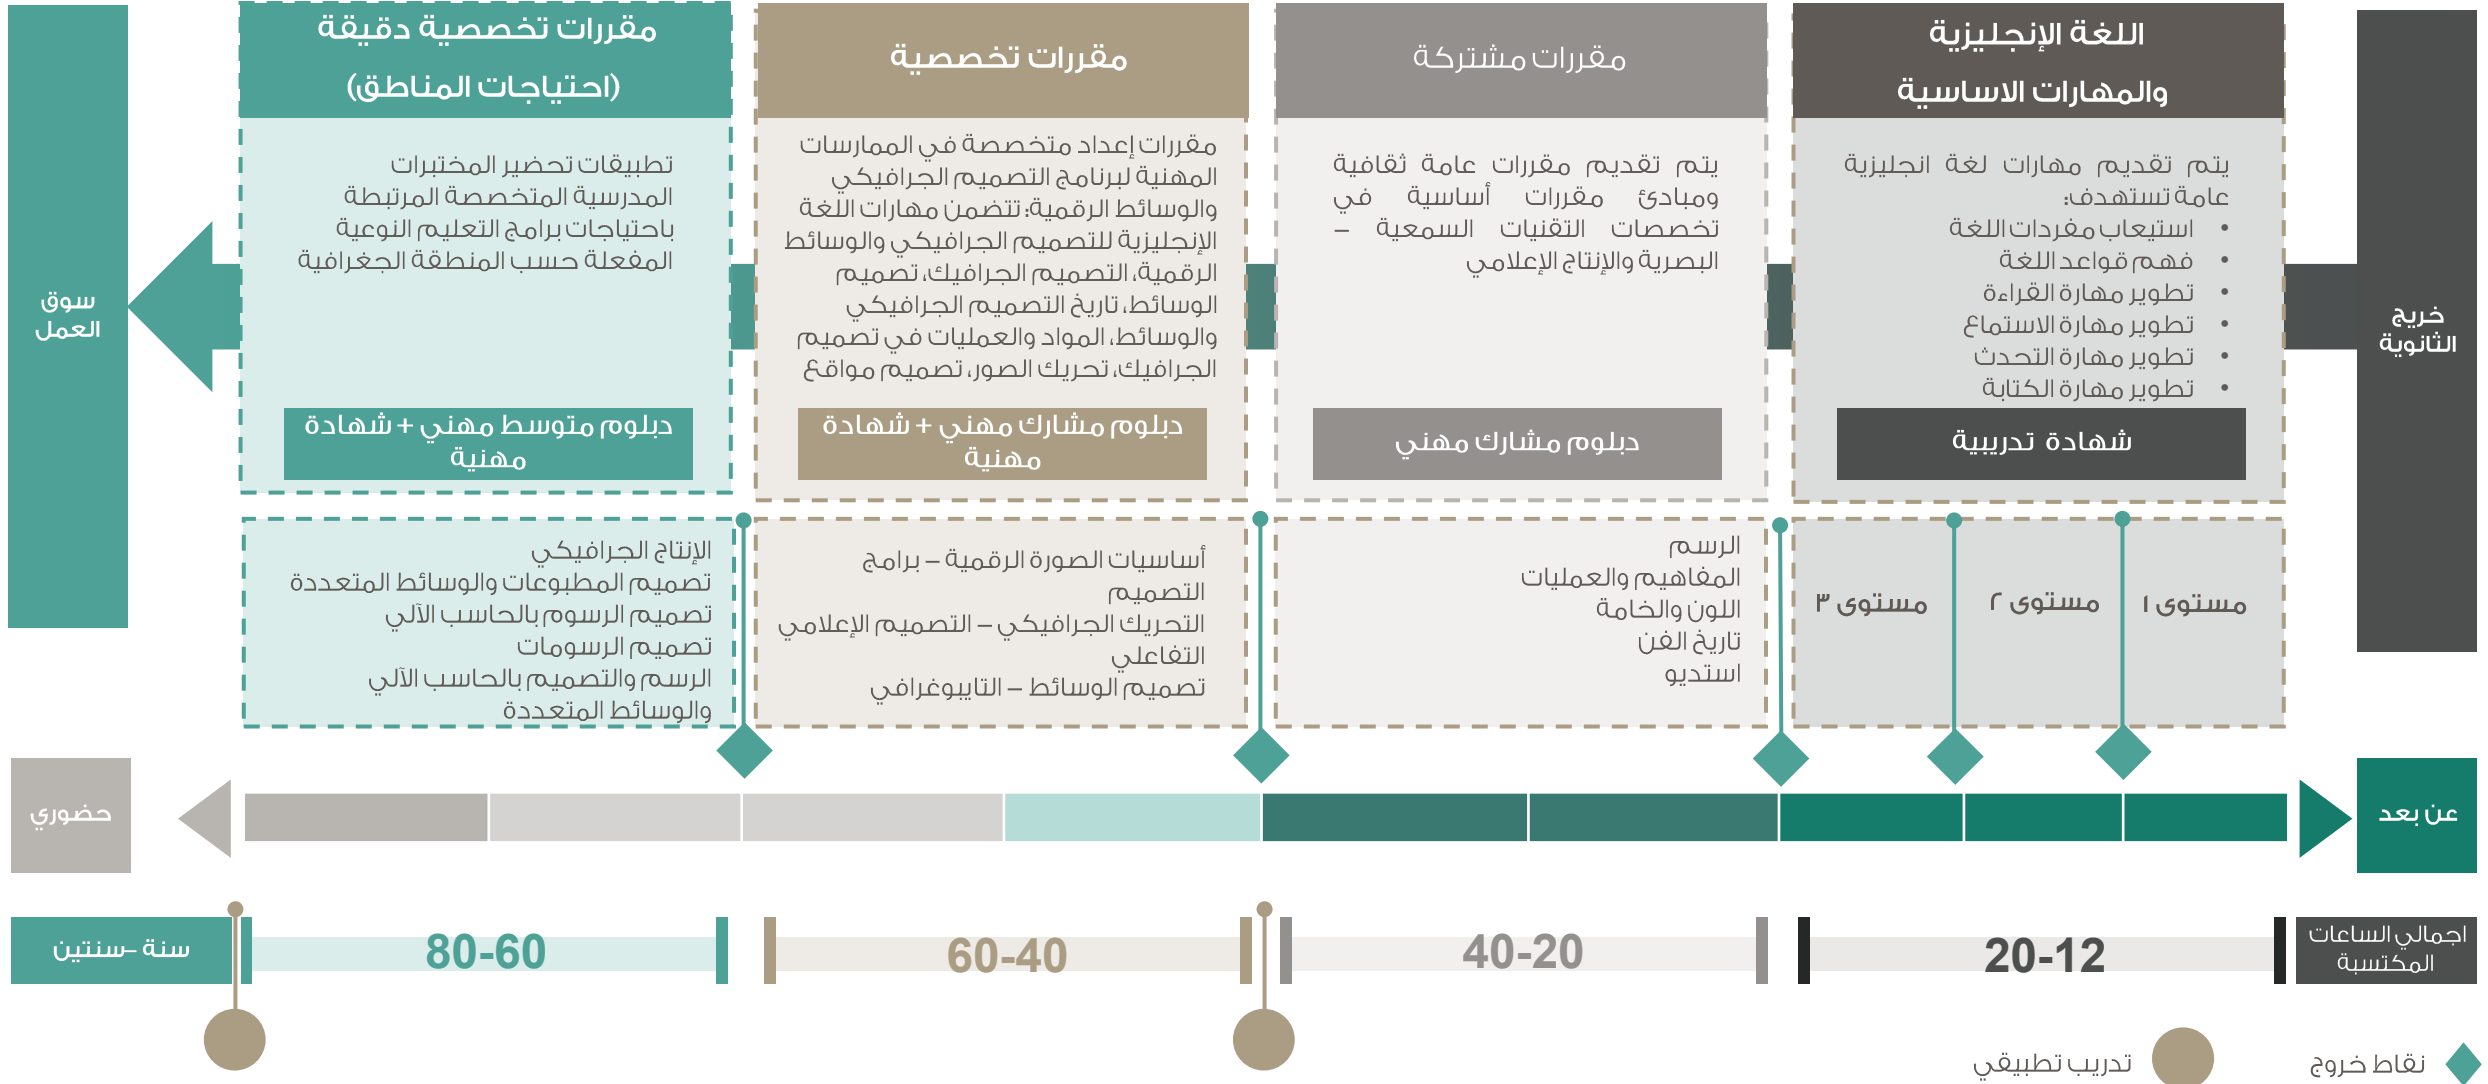 خريج
الثانوية
اللغة الإنجليزية
والمهارات الاساسية
يتم تقديم مهارات لغة انجليزية
عامة تستهدف:
• استيعاب مفردات اللغة
• فهم قواعد اللغة
• تطوير مهارة القراءة
• تطوير مهارة الاستماع
• تطوير مهارة التحدث
• تطوير مهارة الكتابة
شهادة تدريبية
مقررات مشتركة
يتم تقديم مقررات عامة ثقافية
ومبادئ مقررات أساسية في
تخصصات التقنيات السمعية –
البصرية والإنتاج الإعلامي
دبلوم مشارك مهني
مقررات تخصصية
مقررات إعداد متخصصة في الممارسات
المهنية لبرنامج التصميم الجرافيكي
والوسائط الرقمية: تتضمن مهارات اللغة
الإنجليزية للتصميم الجرافيكي والوسائط
الرقمية، التصميم الجرافيك، تصميم
الوسائط، تاريخ التصميم الجرافيكي
والوسائط، المواد والعمليات في تصميم
الجرافيك، تحريك الصور، تصميم مواقع
دبلوم مشارك مهني + شهادة
مهنية
مقررات تخصصية دقيقة
(احتياجات المناطق)
تطبيقات تحضير المختبرات
المدرسية المتخصصة المرتبطة
باحتياجات برامج التعليم النوعية
المفعلة حسب المنطقة الجغرافية
دبلوم متوسط مهني + شهادة
مهنية
سوق
العمل
مستوى ١
مستوى ٢
مستوى ٣
الرسم
المفاهيم والعمليات
اللون والخامة
تاريخ الفن
استديو
أساسيات الصورة الرقمية – برامج
التصميم
التحريك الجرافيكي – التصميم الإعلامي
التفاعلي
تصميم الوسائط – التايبوغرافي
الإنتاج الجرافيكي
تصميم المطبوعات والوسائط المتعددة
تصميم الرسوم بالحاسب الآلي
تصميم الرسومات
الرسم والتصميم بالحاسب الآلي
والوسائط المتعددة
عن بعد
حضوري
اجمالي الساعات
المكتسبة
20-12
40-20
60-40
80-60
سنة –سنتين
نقاط خروج
تدريب تطبيقي